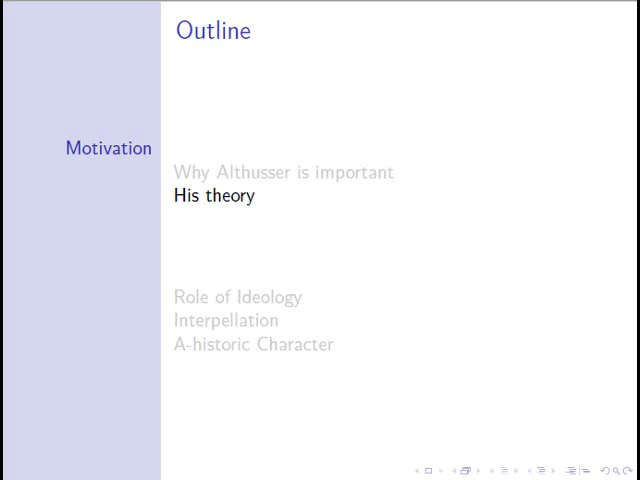 Outline
Motivation
Why Althusser is important
His theory
Role of Ideology
Interpellation
A-historic Character